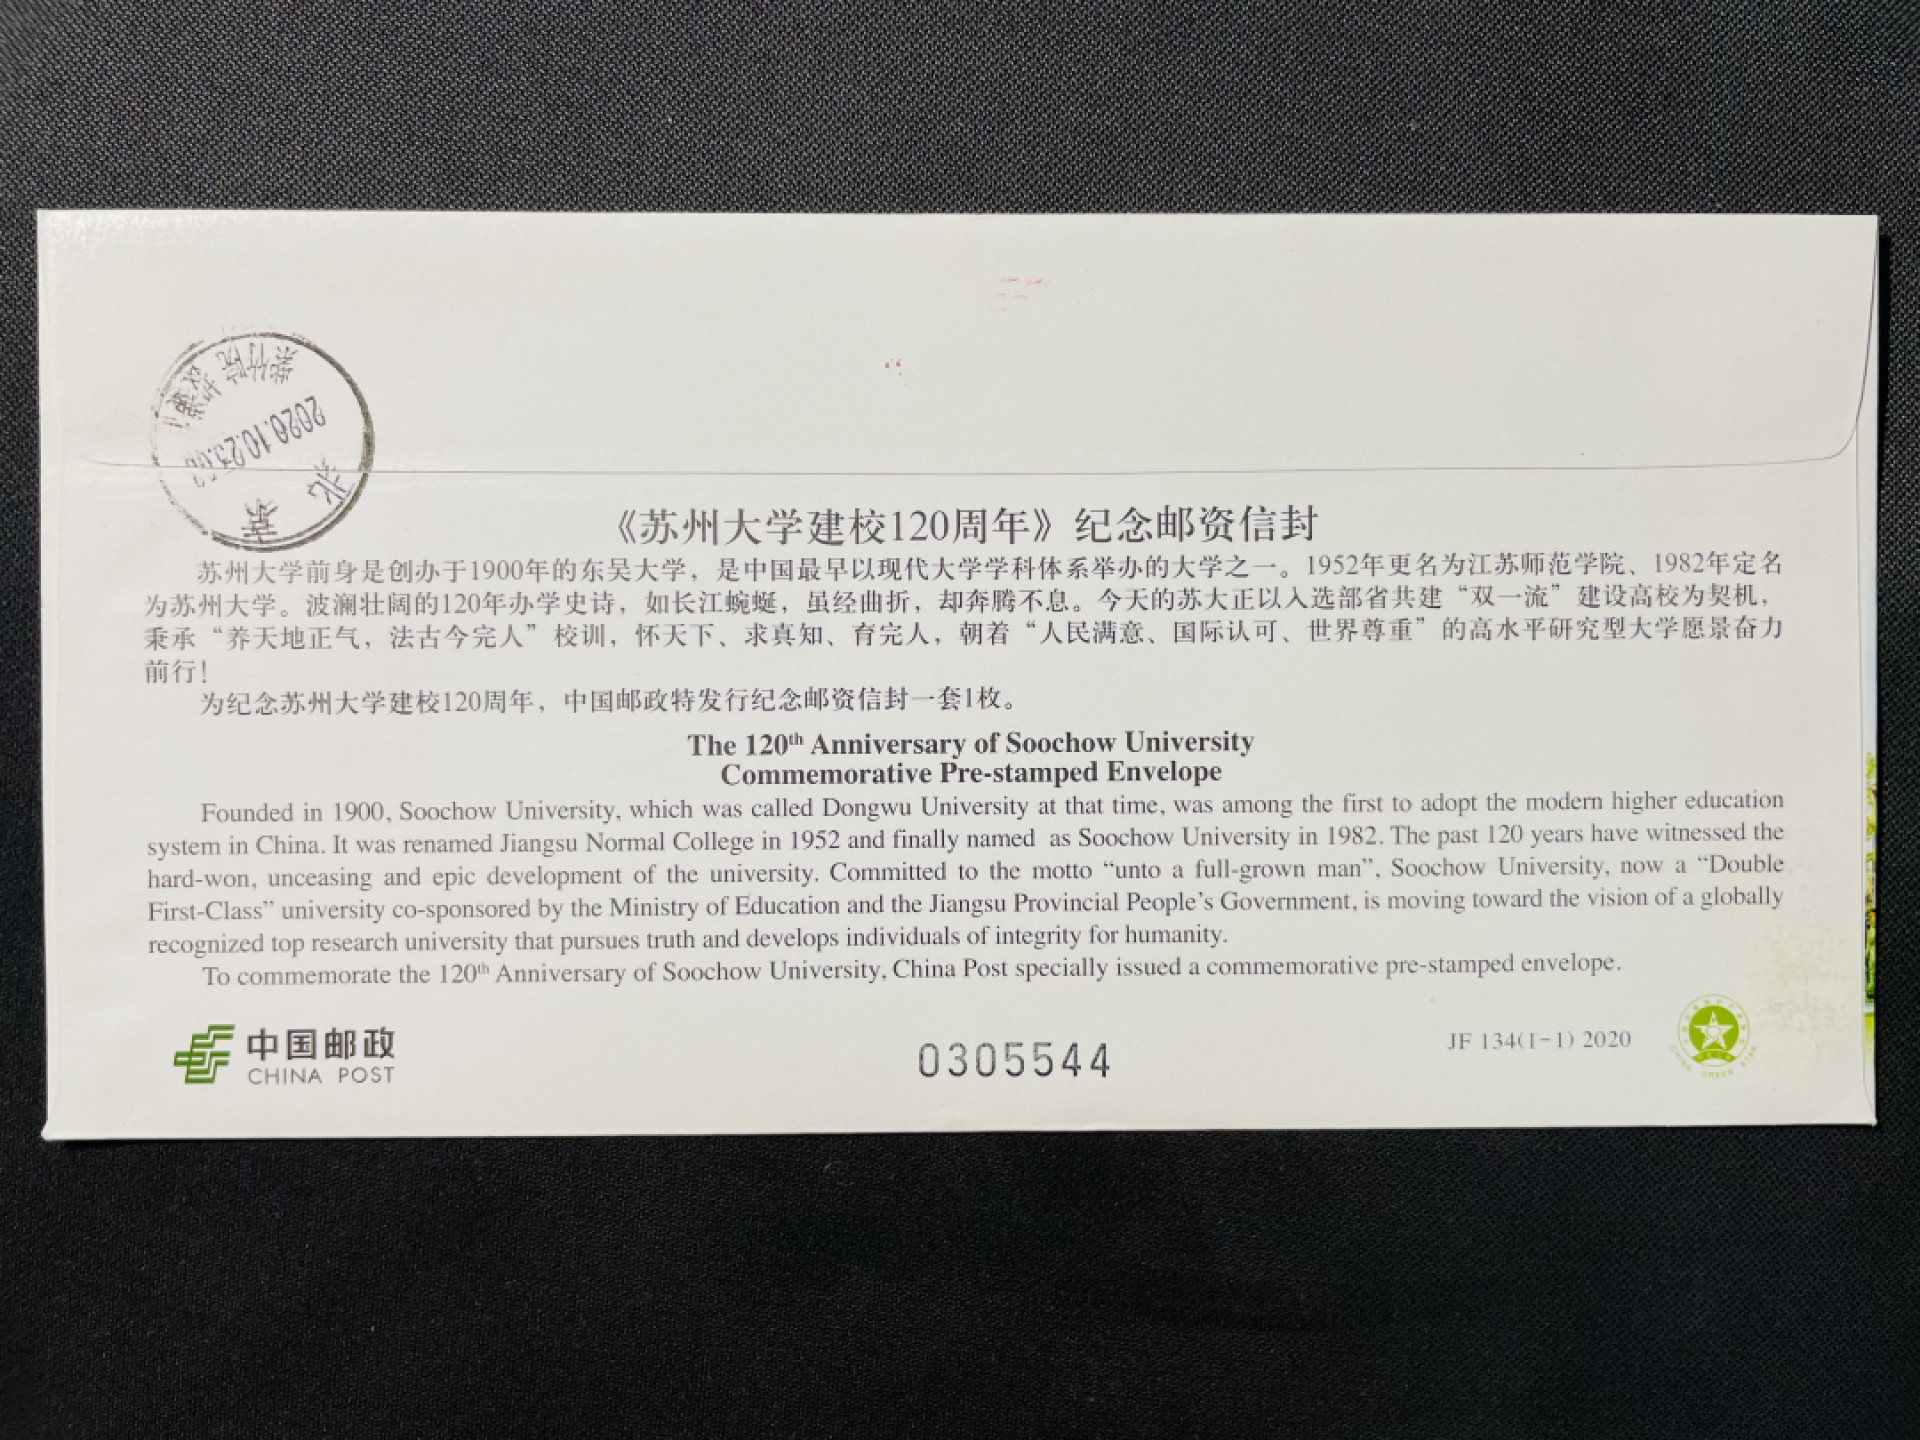 紫竹院
2020.10.23.0
北京
《苏州大学建校120周年》纪念邮资信封
苏州大学前身是创办于1900年的东吴大学，是中国最早以现代大学学科体系举办的大学之一。1952年更名为江苏师范学院、1982年定名
为苏州大学。波澜壮阔的120年办学史诗，如长江蜿蜒，虽经曲折，却奔腾不息。今天的苏大正以入选部省共建“双一流”建设高校为契机，
秉承“养天地正气，法古今完人”校训，怀天下、求真知、育完人，朝着“人民满意、国际认可、世界尊重”的高水平研究型大学愿景奋力
前行！
为纪念苏州大学建校120周年，中国邮政特发行纪念邮资信封一套1枚。
The 120th Anniversary of Soochow University
Commemorative Pre-stamped Envelope
Founded in 1900, Soochow University, which was called Dongwu University at that time, was among the first to adopt the modern higher education
system in China. It was renamed Jiangsu Normal College in 1952 and finally named as Soochow University in 1982. The past 120 years have witnessed the
hard-won, unceasing and epic development of the university. Committed to the motto “unto a full-grown man”, Soochow University, now a “Double
First-Class” university co-sponsored by the Ministry of Education and the Jiangsu Provincial People’s Government, is moving toward the vision of a globally
recognized top research university that pursues truth and develops individuals of integrity for humanity.
To commemorate the 120th Anniversary of Soochow University, China Post specially issued a commemorative pre-stamped envelope.
中国邮政
CHINA POST
0305544
JF 134(1-1) 2020
CHINA GREEN STAR